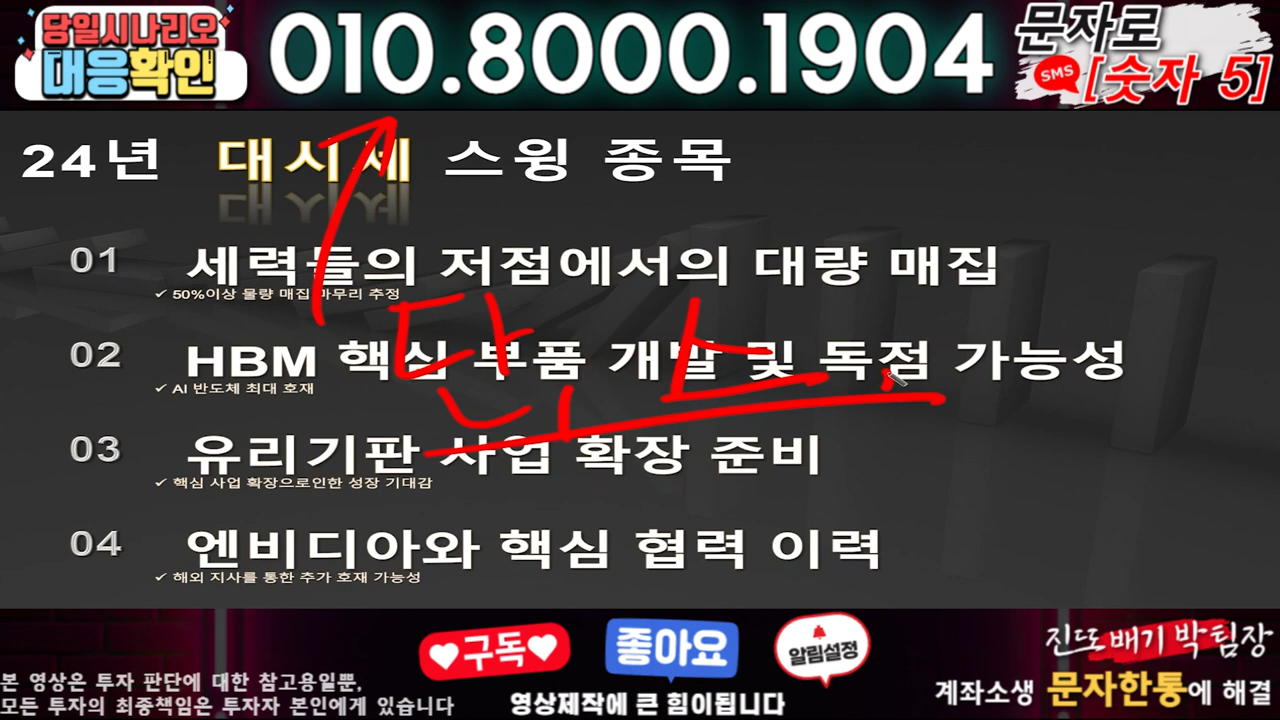 당일시나리오
대응확인
010.8000.1904
문자로
SMS [숫자 5]
24년 대시세 스윙 종목
01 세력들의 저점에서의 대량 매집
✓ 50%이상 물량 매집 마무리 추정
02 HBM 핵심 부품 개발 및 독점 가능성
✓ AI 반도체 최대 호재
단, 스.
03 유리기판 사업 확장 준비
✓ 핵심 사업 확장으로인한 성장 기대감
04 엔비디아와 핵심 협력 이력
✓ 해외 지사를 통한 추가 호재 가능성
구독
좋아요
알림설정
영상제작에 큰 힘이됩니다
본 영상은 투자 판단에 대한 참고용일뿐,
모든 투자의 최종책임은 투자자 본인에게 있습니다
진또배기 박팀장
계좌소생 문자한통에 해결